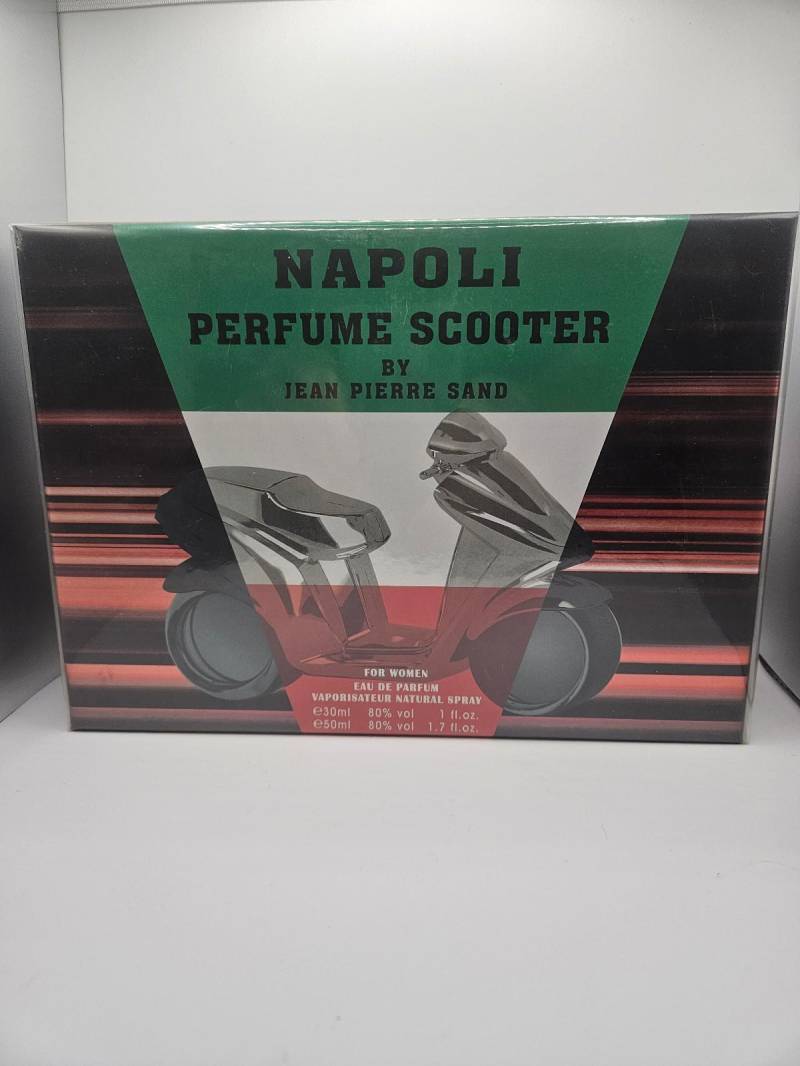 NAPOLI
PERFUME SCOOTER
BY
JEAN PIERRE SAND
FOR WOMEN
EAU DE PARFUM
VAPORISATEUR NATURAL SPRAY
℮30ml 80% vol 1 fl.oz.
℮50ml 80% vol 1.7 fl.oz.